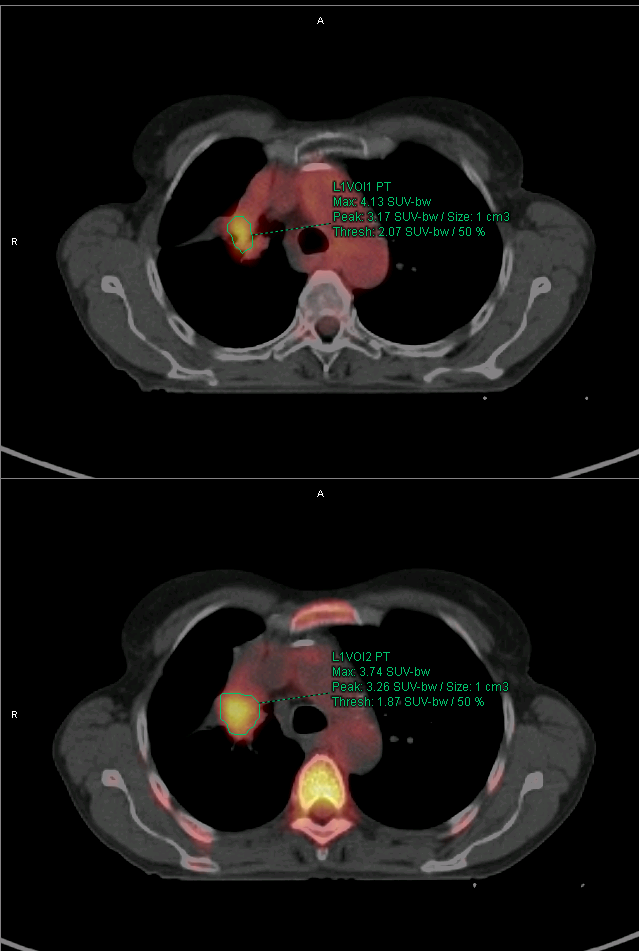 A
L1VOI1 PT
Max: 4.13 SUV-bw
Peak: 3.17 SUV-bw / Size: 1 cm3
Thresh: 2.07 SUV-bw / 50 %
R
A
L1VOI2 PT
Max: 3.74 SUV-bw
Peak: 3.26 SUV-bw / Size: 1 cm3
Thresh: 1.87 SUV-bw / 50 %
R